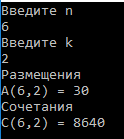 Введите n
6
Введите k
2
Размещения
A(6,2) = 30
Сочетания
C(6,2) = 8640